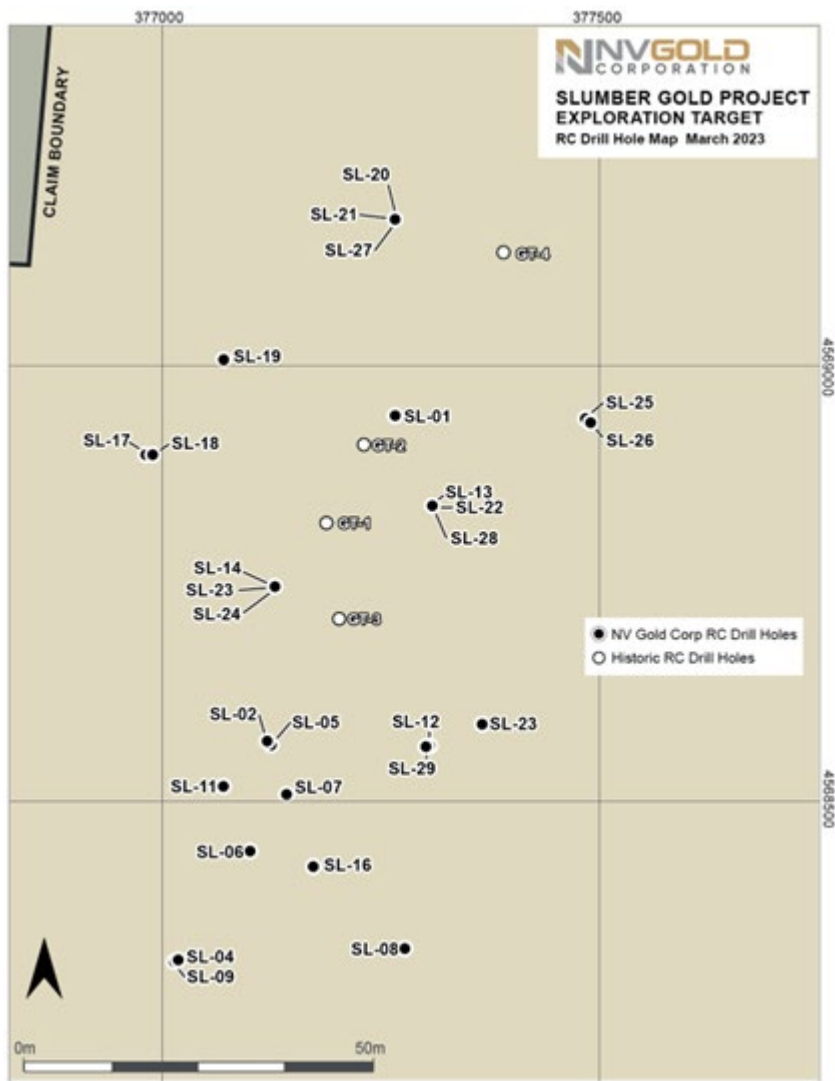 377000
377500
NVGOLD
CORPORATION
SLUMBER GOLD PROJECT
EXPLORATION TARGET
RC Drill Hole Map March 2023
CLAIM BOUNDARY
SL-20
SL-21
SL-27
GT-4
SL-19
4569000
SL-01
SL-25
SL-26
GT-2
SL-17
SL-18
SL-13
SL-22
SL-28
GT-1
SL-14
SL-23
SL-24
GT-3
NV Gold Corp RC Drill Holes
Historic RC Drill Holes
SL-02
SL-05
SL-12
SL-23
SL-29
SL-11
SL-07
4568500
SL-06
SL-16
SL-08
SL-04
SL-09
0m
50m